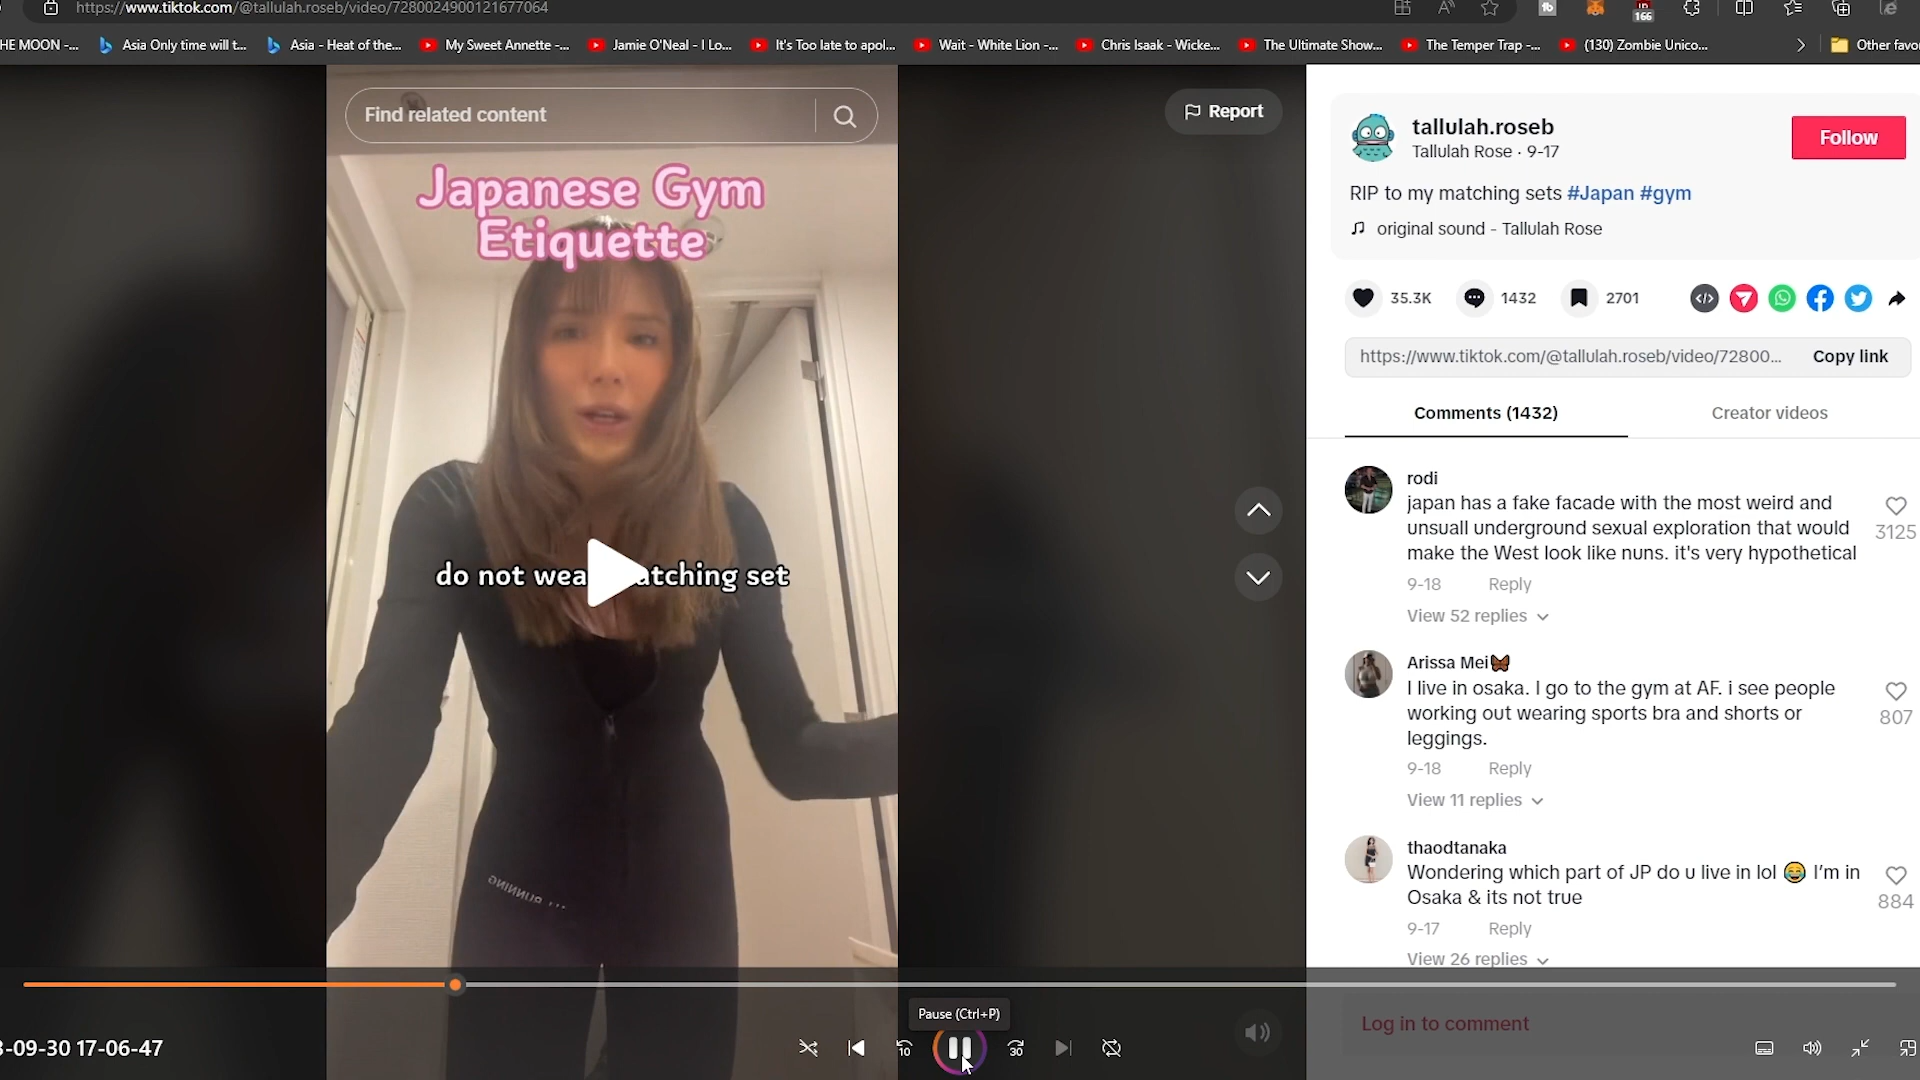 https://www.tiktok.com/@tallulah.roseb/video/7280024900121677064
166
HE MOON -...
Asia Only time will t...
Asia - Heat of the...
My Sweet Annette -...
Jamie O'Neal - I Lo...
It's Too late to apol...
Wait - White Lion -...
Chris Isaak - Wicke...
The Ultimate Show...
The Temper Trap -...
(130) Zombie Unico...
Other favo
Find related content
Report
Japanese Gym
Etiquette
do not wea atching set
RUNNING
tallulah.roseb
Tallulah Rose · 9-17
Follow
RIP to my matching sets #Japan #gym
original sound - Tallulah Rose
35.3K
1432
2701
https://www.tiktok.com/@tallulah.roseb/video/72800...
Copy link
Comments (1432)
Creator videos
rodi
japan has a fake facade with the most weird and
unsuall underground sexual exploration that would
make the West look like nuns. it's very hypothetical
3125
9-18 Reply
View 52 replies
Arissa Mei🦋
I live in osaka. I go to the gym at AF. i see people
working out wearing sports bra and shorts or
leggings.
807
9-18 Reply
View 11 replies
thaodtanaka
Wondering which part of JP do u live in lol 😂 I'm in
Osaka & its not true
884
9-17 Reply
View 26 replies
Log in to comment
Pause (Ctrl+P)
-09-30 17-06-47
10
30